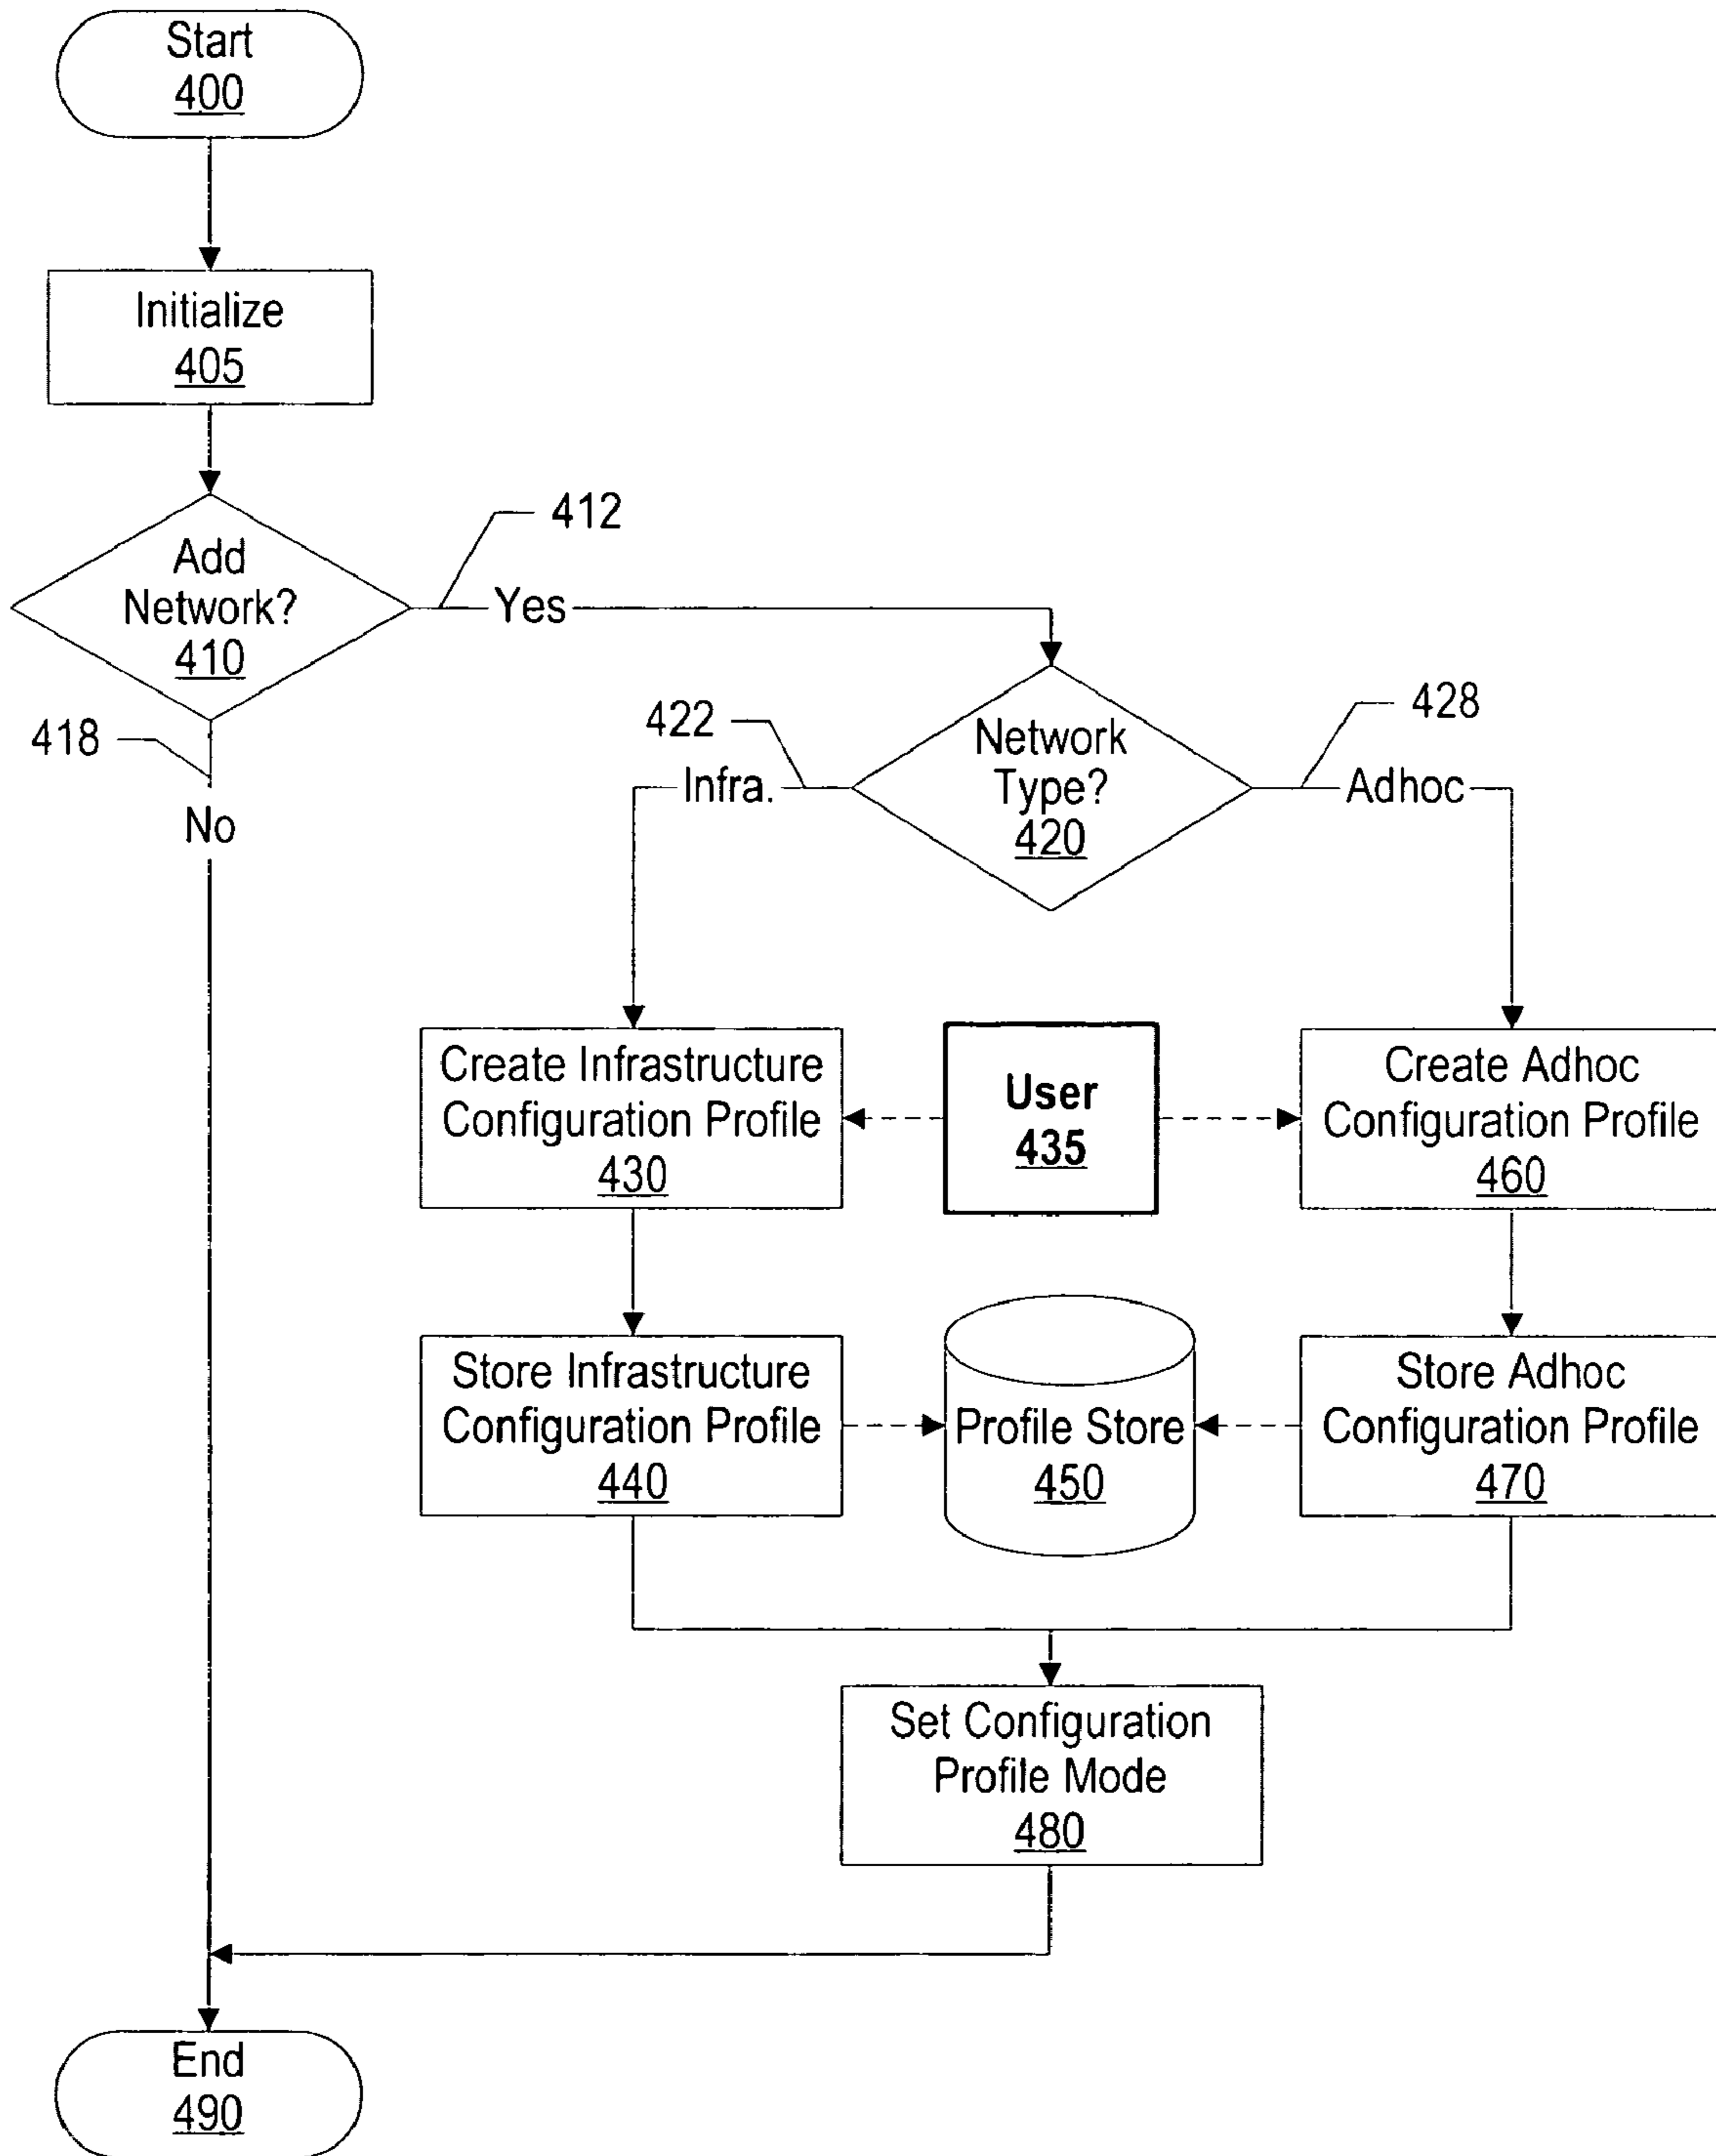 Start
400
Initialize
405
Add
Network?
410
412
Yes
418
No
422
Infra.
Network
Type?
420
428
Adhoc
Create Infrastructure
Configuration Profile
430
User
435
Create Adhoc
Configuration Profile
460
Store Infrastructure
Configuration Profile
440
Profile Store
450
Store Adhoc
Configuration Profile
470
Set Configuration
Profile Mode
480
End
490